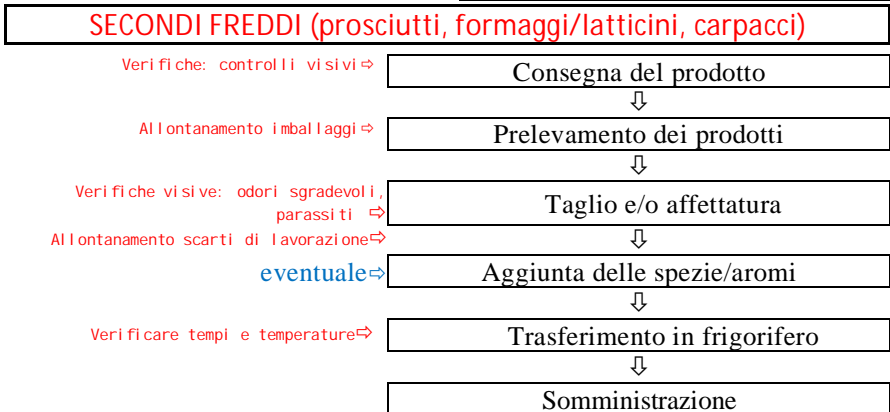 SECONDI FREDDI (prosciutti, formaggi/latticini, carpacci)
Verifiche: controlli visivi⇨
Consegna del prodotto
⇩
Allontanamento imballaggi⇨
Prelevamento dei prodotti
⇩
Verifiche visive: odori sgradevoli,
parassiti ⇨
Taglio e/o affettatura
Allontanamento scarti di lavorazione⇨
⇩
eventuale⇨
Aggiunta delle spezie/aromi
⇩
Verificare tempi e temperature⇨
Trasferimento in frigorifero
⇩
Somministrazione